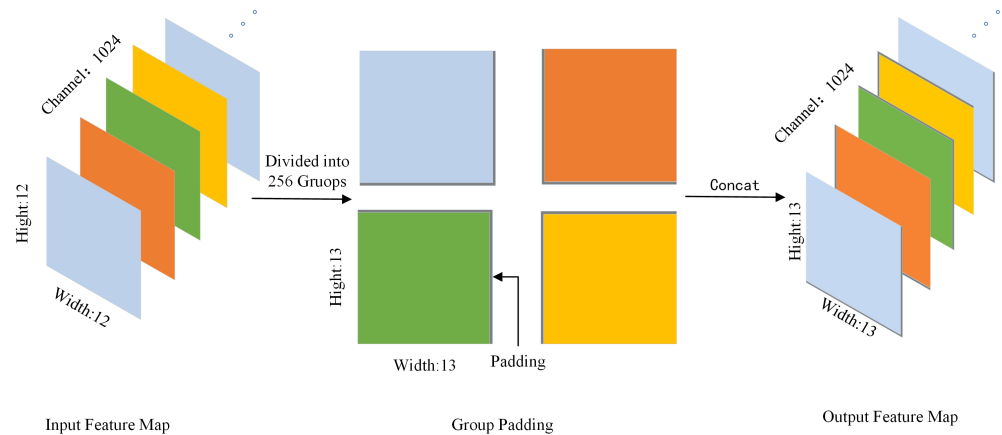 Channel: 1024
Hight:12
Width:12
Input Feature Map
Divided into
256 Gruops
Hight:13
Width:13
Padding
Group Padding
Concat
Channel: 1024
Hight:13
Width:13
Output Feature Map